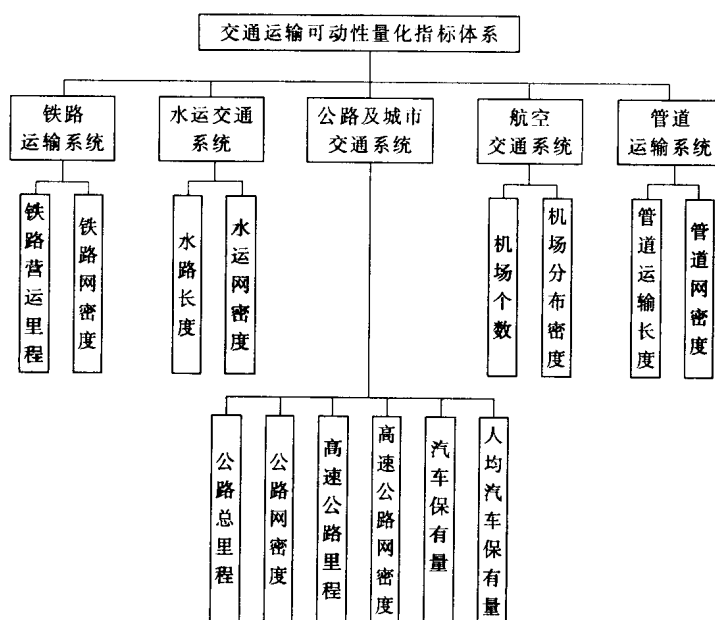 交通运输可动性量化指标体系
铁路
运输系统
水运交通
系统
公路及城市
交通系统
航空
交通系统
管道
运输系统
铁路营运里程
铁路网密度
水路长度
水运网密度
机场个数
机场分布密度
管道运输长度
管道网密度
公路总里程
公路网密度
高速公路里程
高速公路网密度
汽车保有量
人均汽车保有量